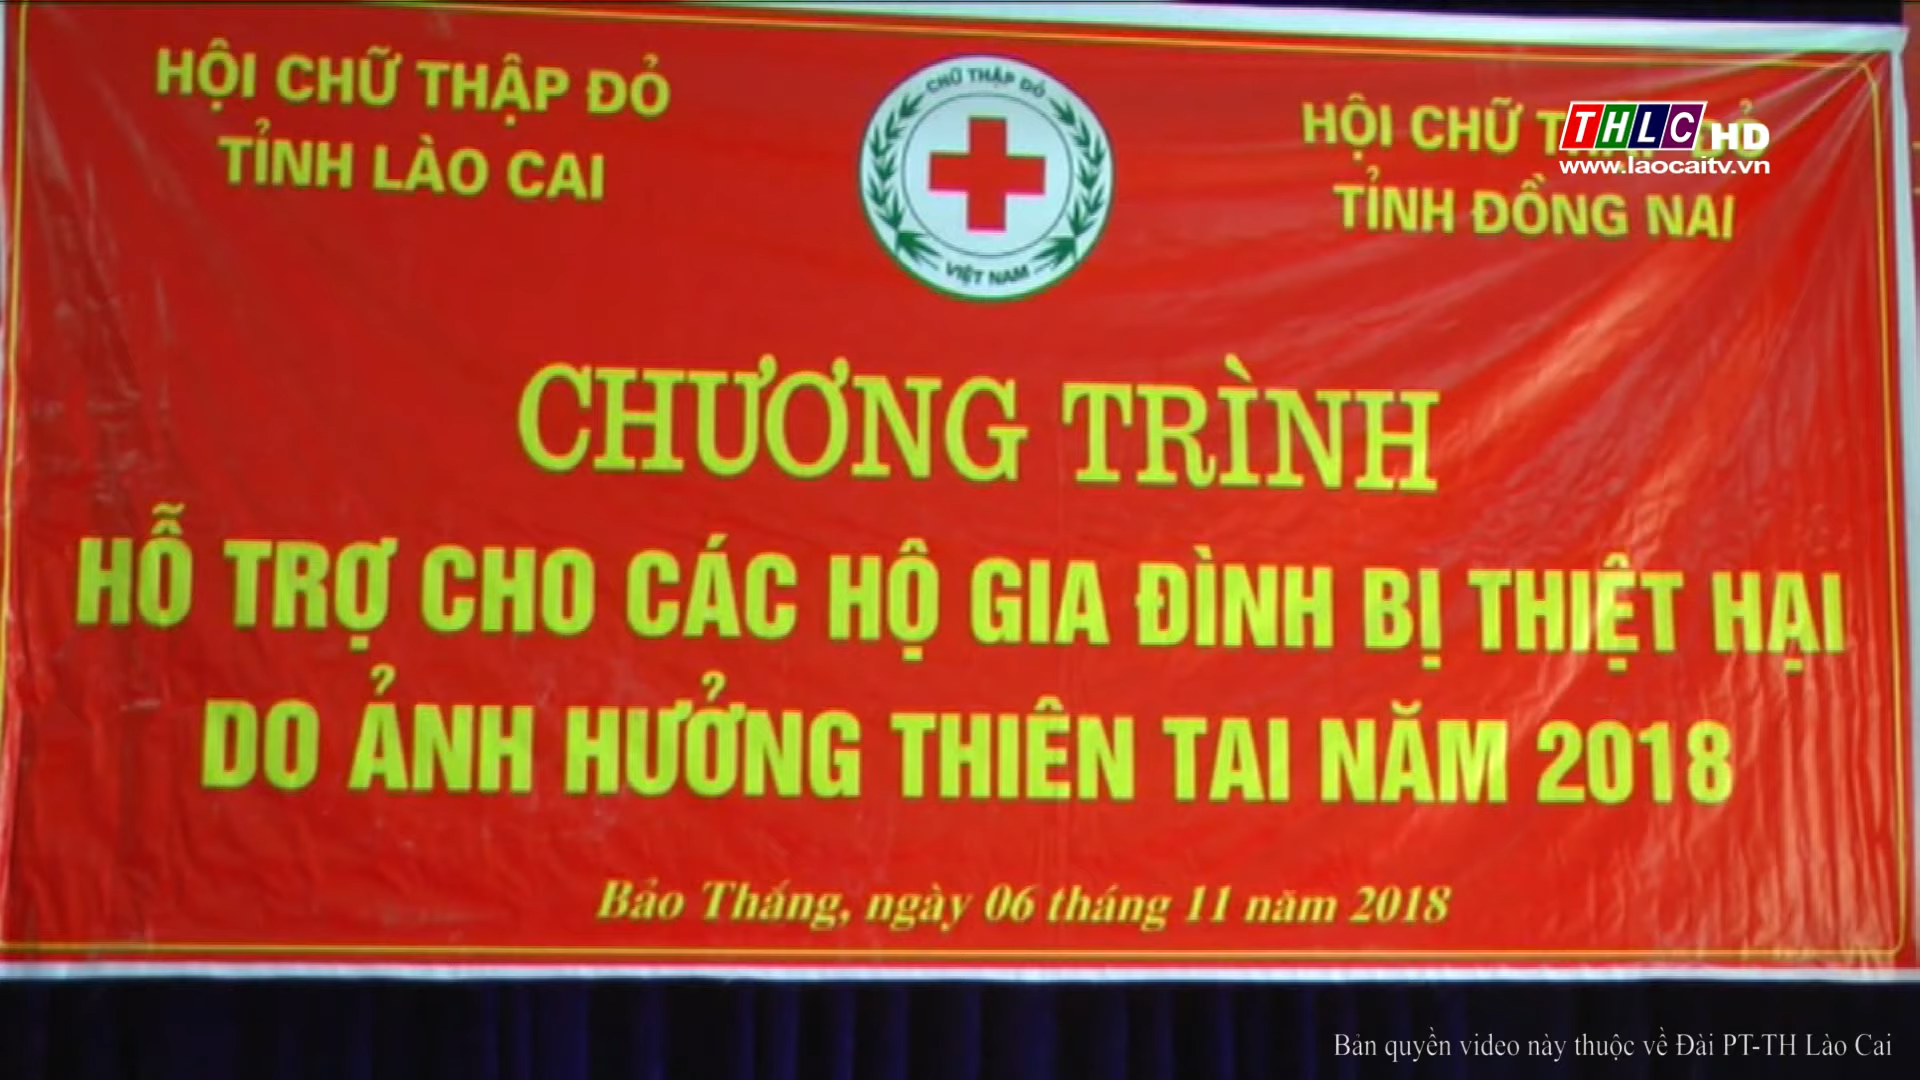 HỘI CHỮ THẬP ĐỎ
TỈNH LÀO CAI
CHỮ THẬP ĐỎ
VIỆT NAM
HỘI CHỮ
TỈNH ĐỒNG NAI
THLC HD
www.laocaitv.vn
CHƯƠNG TRÌNH
HỖ TRỢ CHO CÁC HỘ GIA ĐÌNH BỊ THIỆT HẠI
DO ẢNH HƯỞNG THIÊN TAI NĂM 2018
Bảo Thắng, ngày 06 tháng 11 năm 2018
Bản quyền video này thuộc về Đài PT-TH Lào Cai